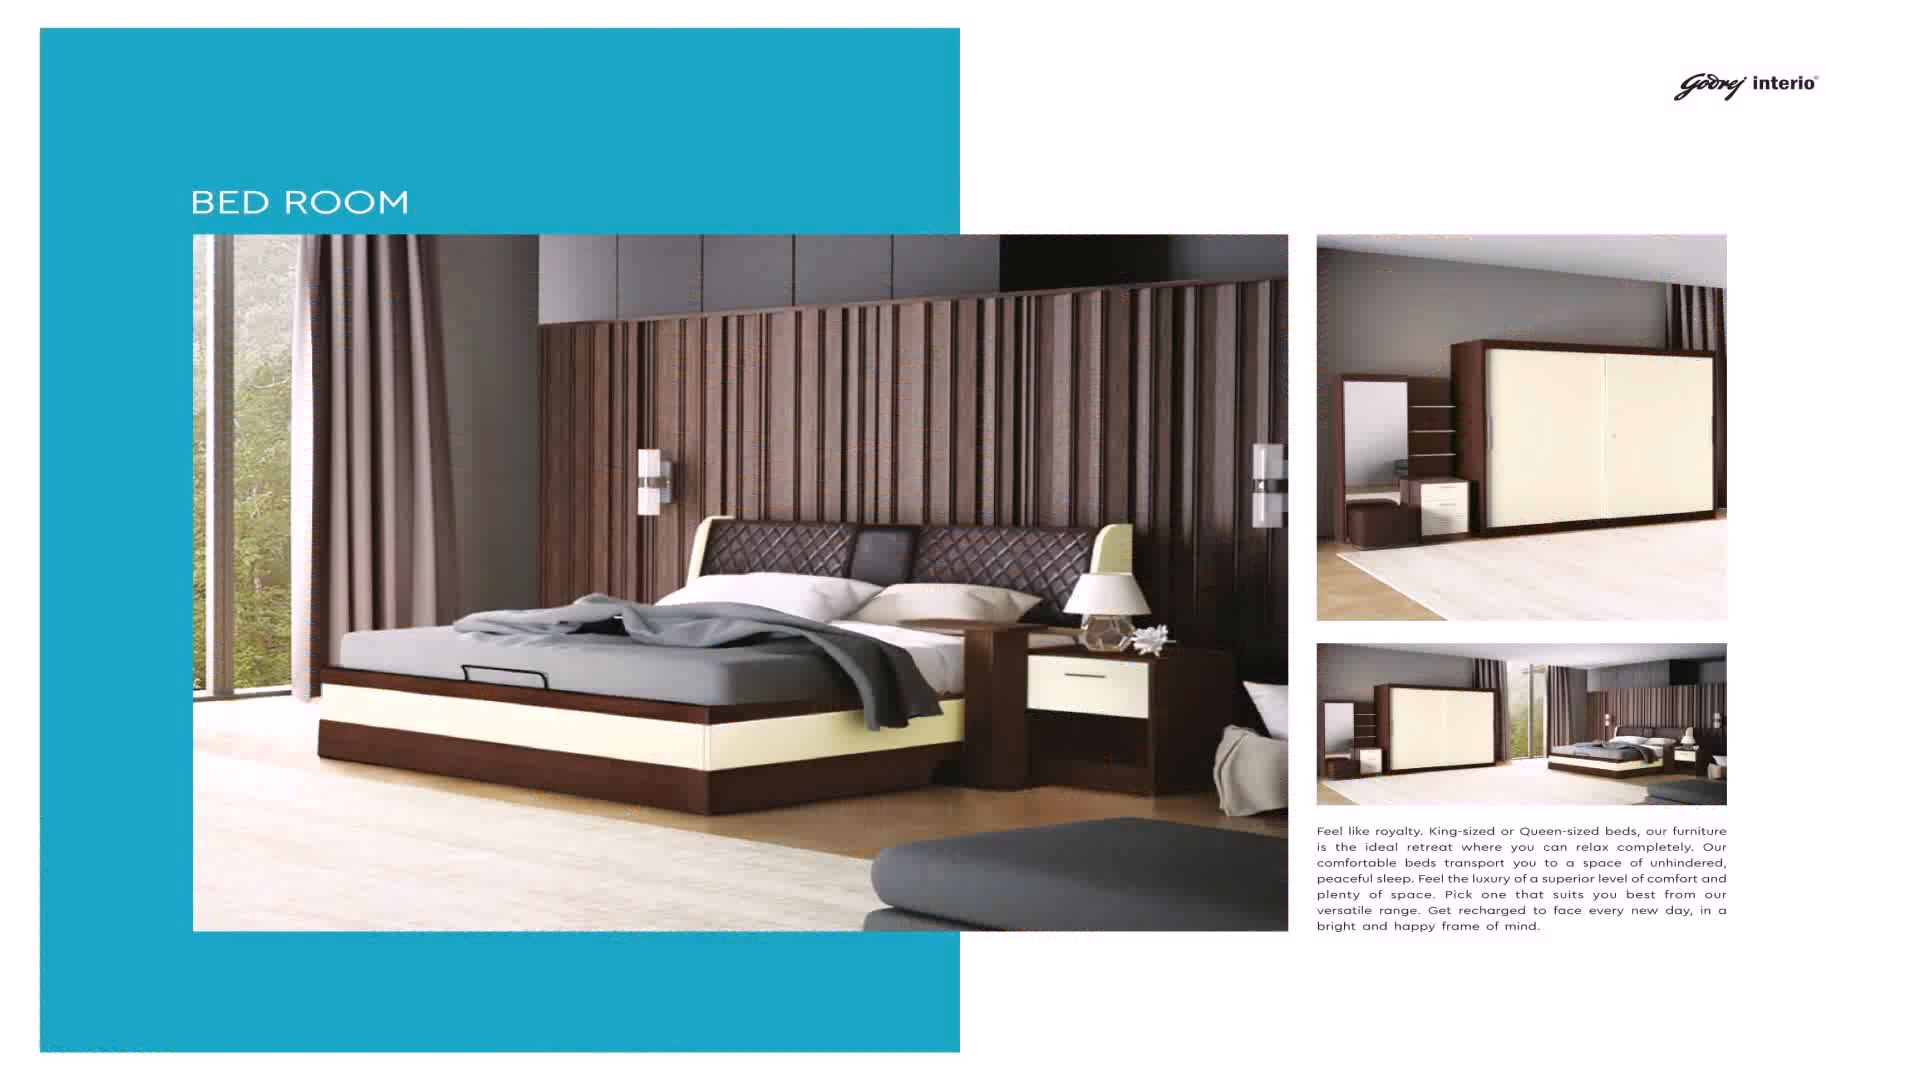 Godrej interio
BED ROOM
Feel like royalty. King-sized or Queen-sized beds, our furniture
is the ideal retreat where you can relax completely. Our
comfortable beds transport you to a space of unhindered,
peaceful sleep. Feel the luxury of a superior level of comfort and
plenty of space. Pick one that suits you best from our
versatile range. Get recharged to face every new day, in a
bright and happy frame of mind.